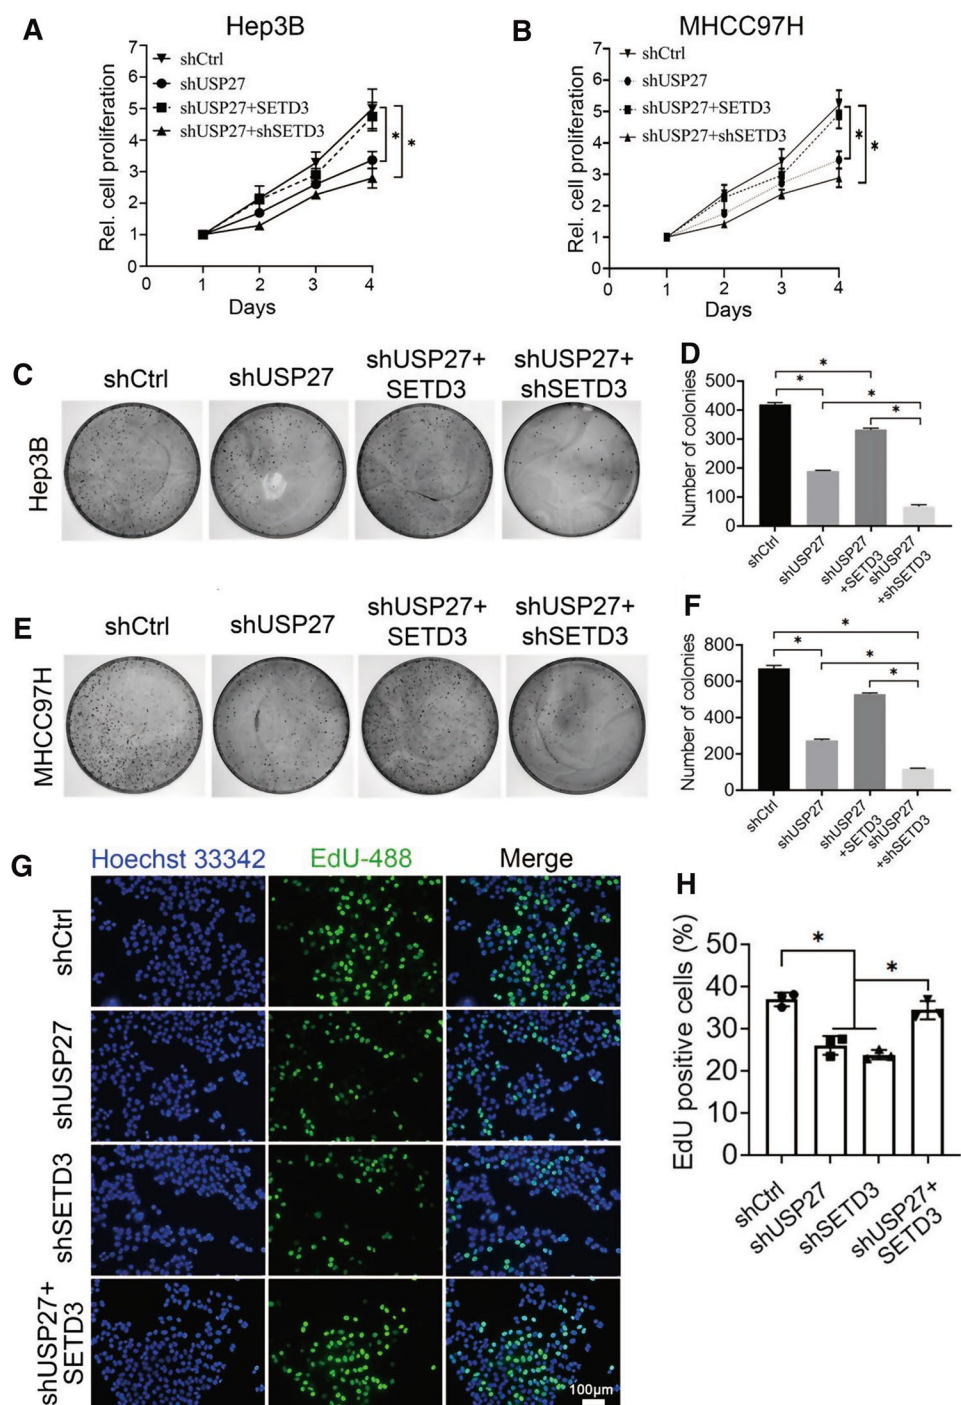 A
Hep3B
Rel. cell proliferation
7
6
5
4
3
2
1
0
shCtrl
shUSP27
shUSP27+SETD3
shUSP27+shSETD3
*
*
0
1
2
3
4
Days
B
MHCC97H
Rel. cell proliferation
7
6
5
4
3
2
1
0
shCtrl
shUSP27
shUSP27+SETD3
shUSP27+shSETD3
*
*
0
1
2
3
4
Days
C
shCtrl
shUSP27
shUSP27+
SETD3
shUSP27+
shSETD3
Hep3B
D
Number of colonies
500
400
300
200
100
0
*
*
*
*
shCtrl
shUSP27
shUSP27
+SETD3
shUSP27
+shSETD3
E
shCtrl
shUSP27
shUSP27+
SETD3
shUSP27+
shSETD3
MHCC97H
F
Number of colonies
800
600
400
200
0
*
*
*
*
shCtrl
shUSP27
shUSP27
+SETD3
shUSP27
+shSETD3
G
Hoechst 33342
EdU-488
Merge
shCtrl
shUSP27
shSETD3
shUSP27+
SETD3
100μm
H
EdU positive cells (%)
50
40
30
20
10
0
*
*
shCtrl
shUSP27
shSETD3
shUSP27+
SETD3